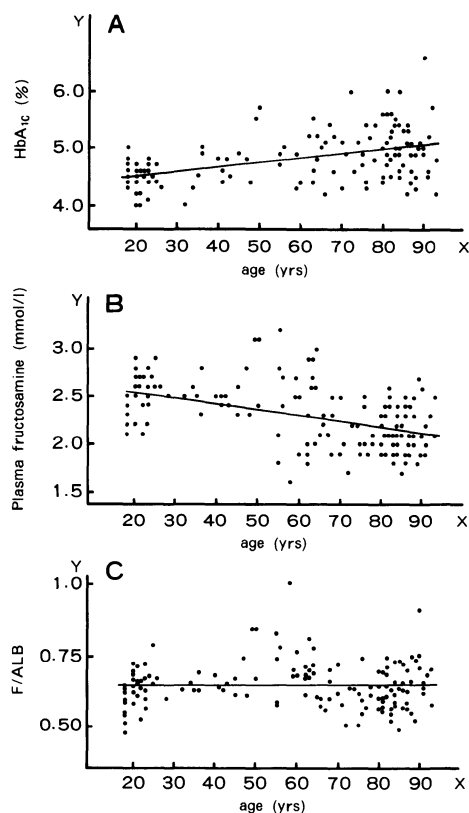 Y A
HbA1C (%)
6.0
5.0
4.0
20 30 40 50 60 70 80 90 X
age (yrs)
Y B
Plasma fructosamine (mmol/l)
3.0
2.5
2.0
1.5
20 30 40 50 60 70 80 90 X
age (yrs)
Y C
F/ALB
1.0
0.75
0.50
20 30 40 50 60 70 80 90 X
age (yrs)